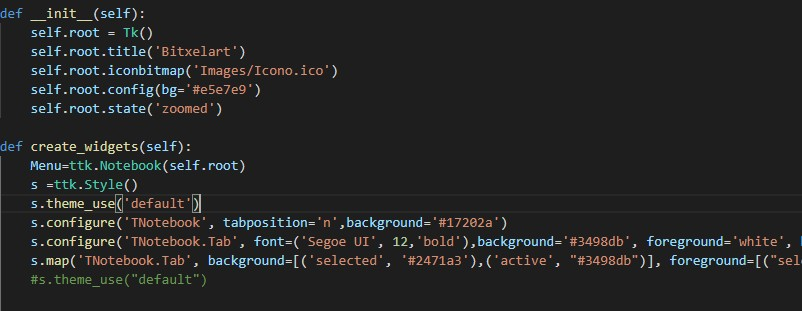 def __init__(self):
self.root = Tk()
self.root.title('Bitxelart')
self.root.iconbitmap('Images/Icono.ico')
self.root.config(bg='#e5e7e9')
self.root.state('zoomed')
def create_widgets(self):
Menu=ttk.Notebook(self.root)
s =ttk.Style()
s.theme_use('default')
s.configure('TNotebook', tabposition='n',background='#17202a')
s.configure('TNotebook.Tab', font=('Segoe UI', 12,'bold'),background='#3498db', foreground='white',
s.map('TNotebook.Tab', background=[('selected', '#2471a3'),('active', "#3498db")], foreground=[("sel
#s.theme_use("default")